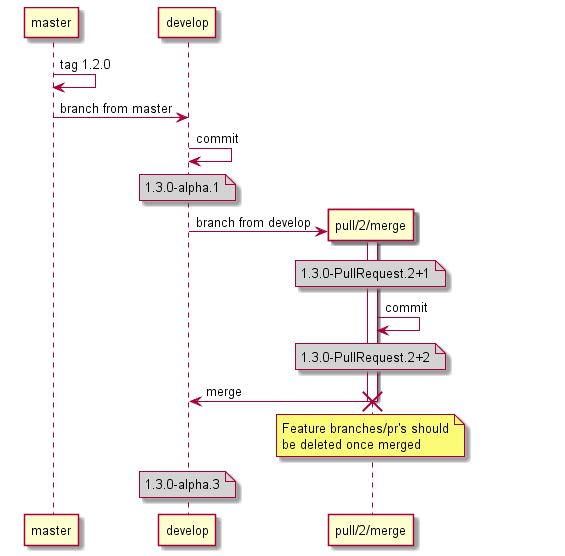 master
develop
tag 1.2.0
branch from master
commit
1.3.0-alpha.1
branch from develop
pull/2/merge
1.3.0-PullRequest.2+1
commit
1.3.0-PullRequest.2+2
merge
Feature branches/pr's should
be deleted once merged
1.3.0-alpha.3
master
develop
pull/2/merge